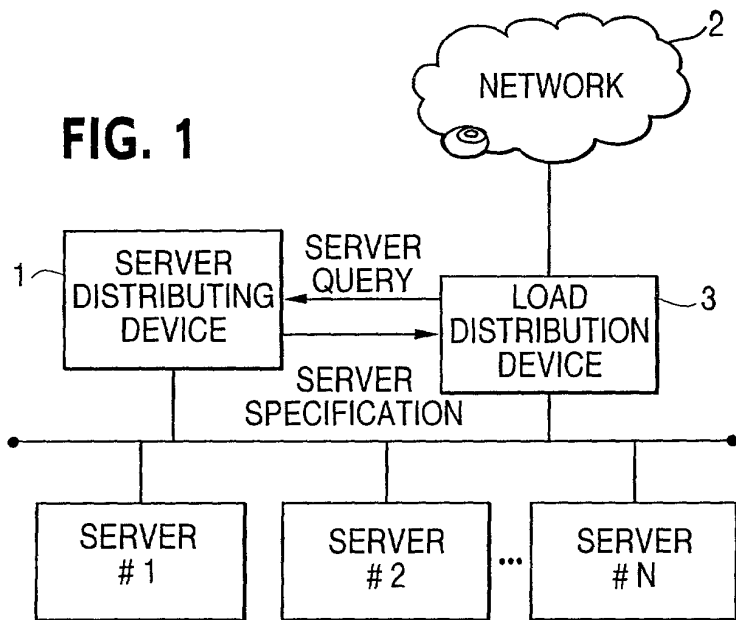 FIG. 1
2
NETWORK
1
SERVER
DISTRIBUTING
DEVICE
SERVER
QUERY
LOAD
DISTRIBUTION
DEVICE
3
SERVER
SPECIFICATION
SERVER
# 1
SERVER
# 2
...
SERVER
# N